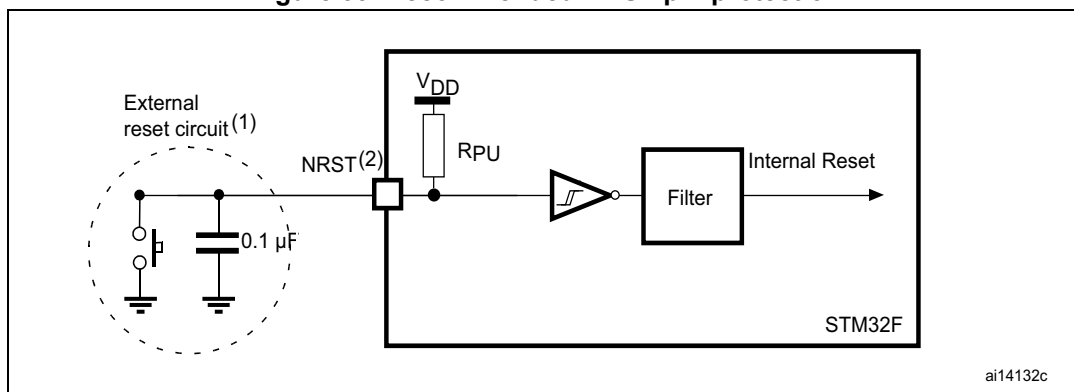 External
reset circuit(1)
VDD
NRST(2)
RPU
Internal Reset
Filter
0.1 µF
STM32F
ai14132c